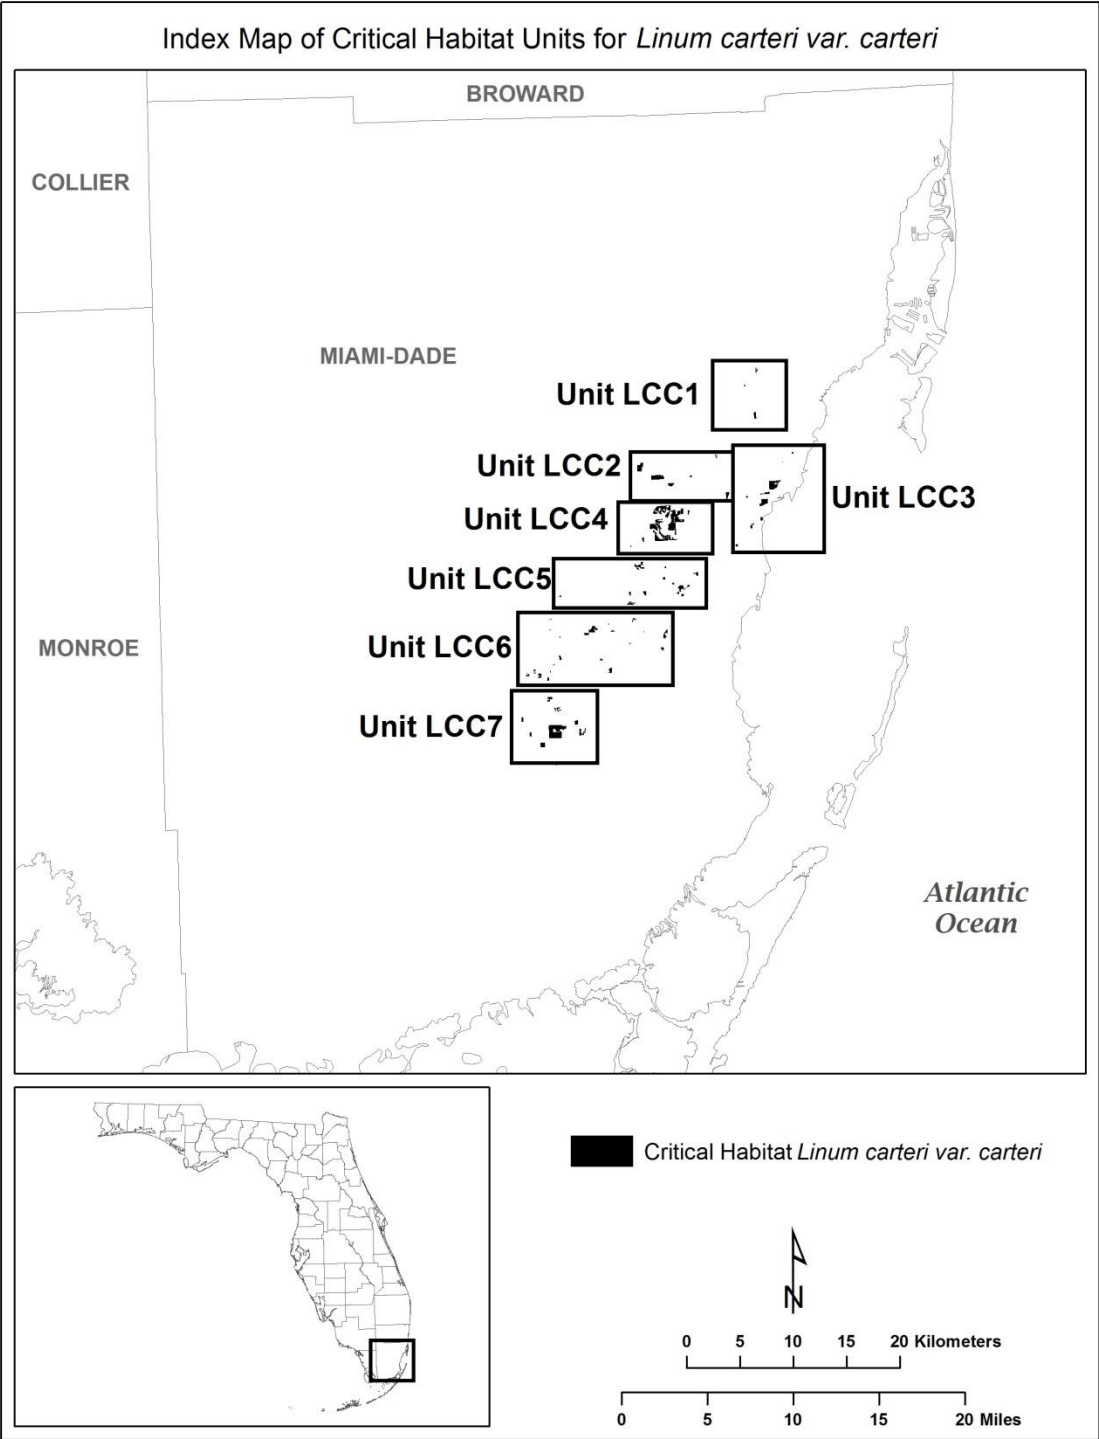 Index Map of Critical Habitat Units for Linum carteri var. carteri
BROWARD
COLLIER
MIAMI-DADE
Unit LCC1
Unit LCC2
Unit LCC3
Unit LCC4
Unit LCC5
Unit LCC6
MONROE
Unit LCC7
Atlantic
Ocean
Critical Habitat Linum carteri var. carteri
N
0 5 10 15 20 Kilometers
0 5 10 15 20 Miles